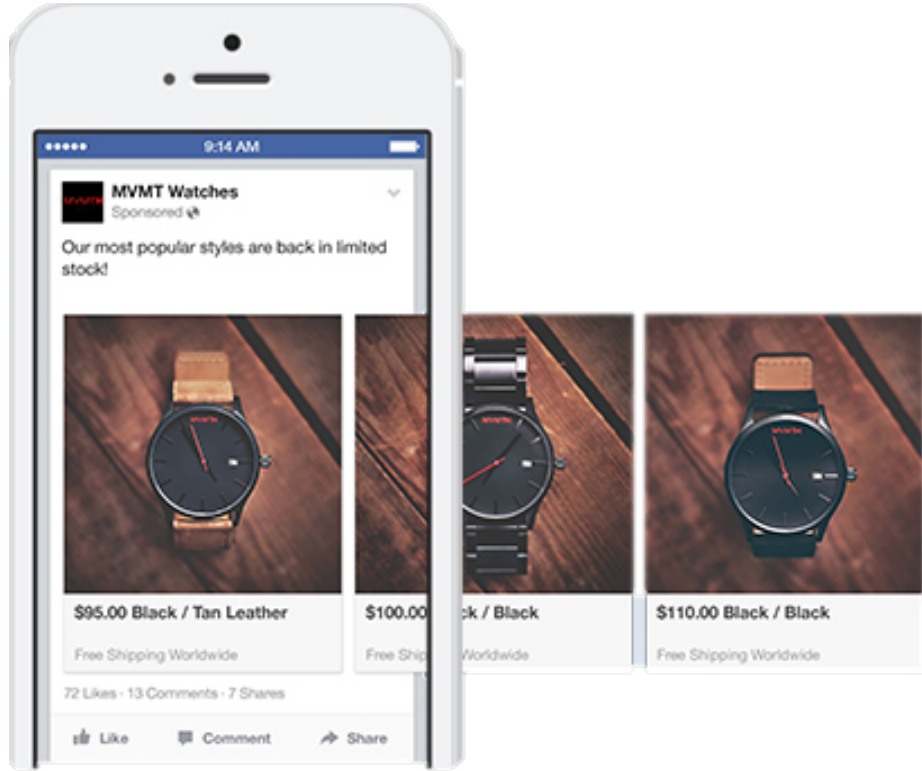 9:14 AM
MVMT Watches
Sponsored
Our most popular styles are back in limited
stock!
$95.00 Black / Tan Leather
Free Shipping Worldwide
$100.00 ck / Black
Free Ship Worldwide
$110.00 Black / Black
Free Shipping Worldwide
72 Likes · 13 Comments · 7 Shares
Like
Comment
Share